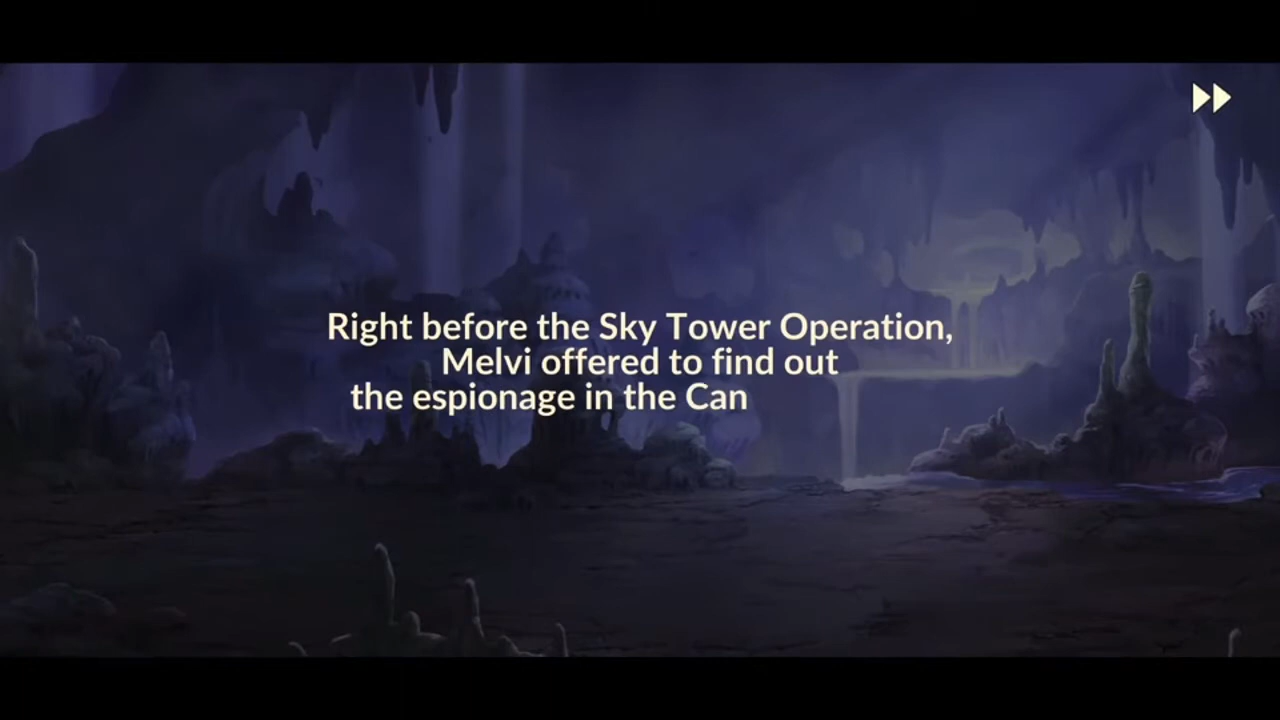 Right before the Sky Tower Operation,
Melvi offered to find out
the espionage in the Can